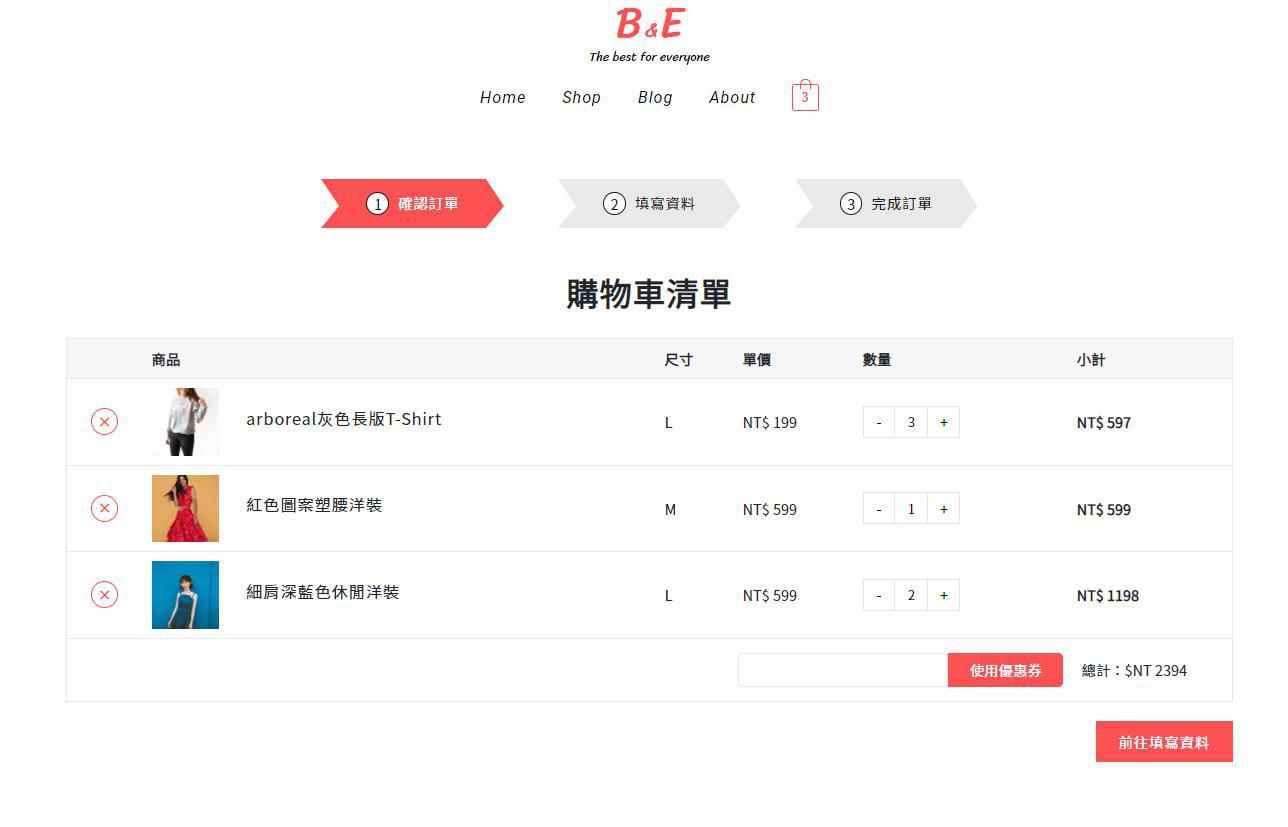 B&E
The best for everyone
Home Shop Blog About 3
1 確認訂單 2 填寫資料 3 完成訂單
購物車清單
商品 尺寸 單價 數量 小計
× arboreal灰色長版T-Shirt L NT$ 199 - 3 + NT$ 597
× 紅色圖案塑腰洋裝 M NT$ 599 - 1 + NT$ 599
× 細肩深藍色休閒洋裝 L NT$ 599 - 2 + NT$ 1198
使用優惠券 總計：$NT 2394
前往填寫資料